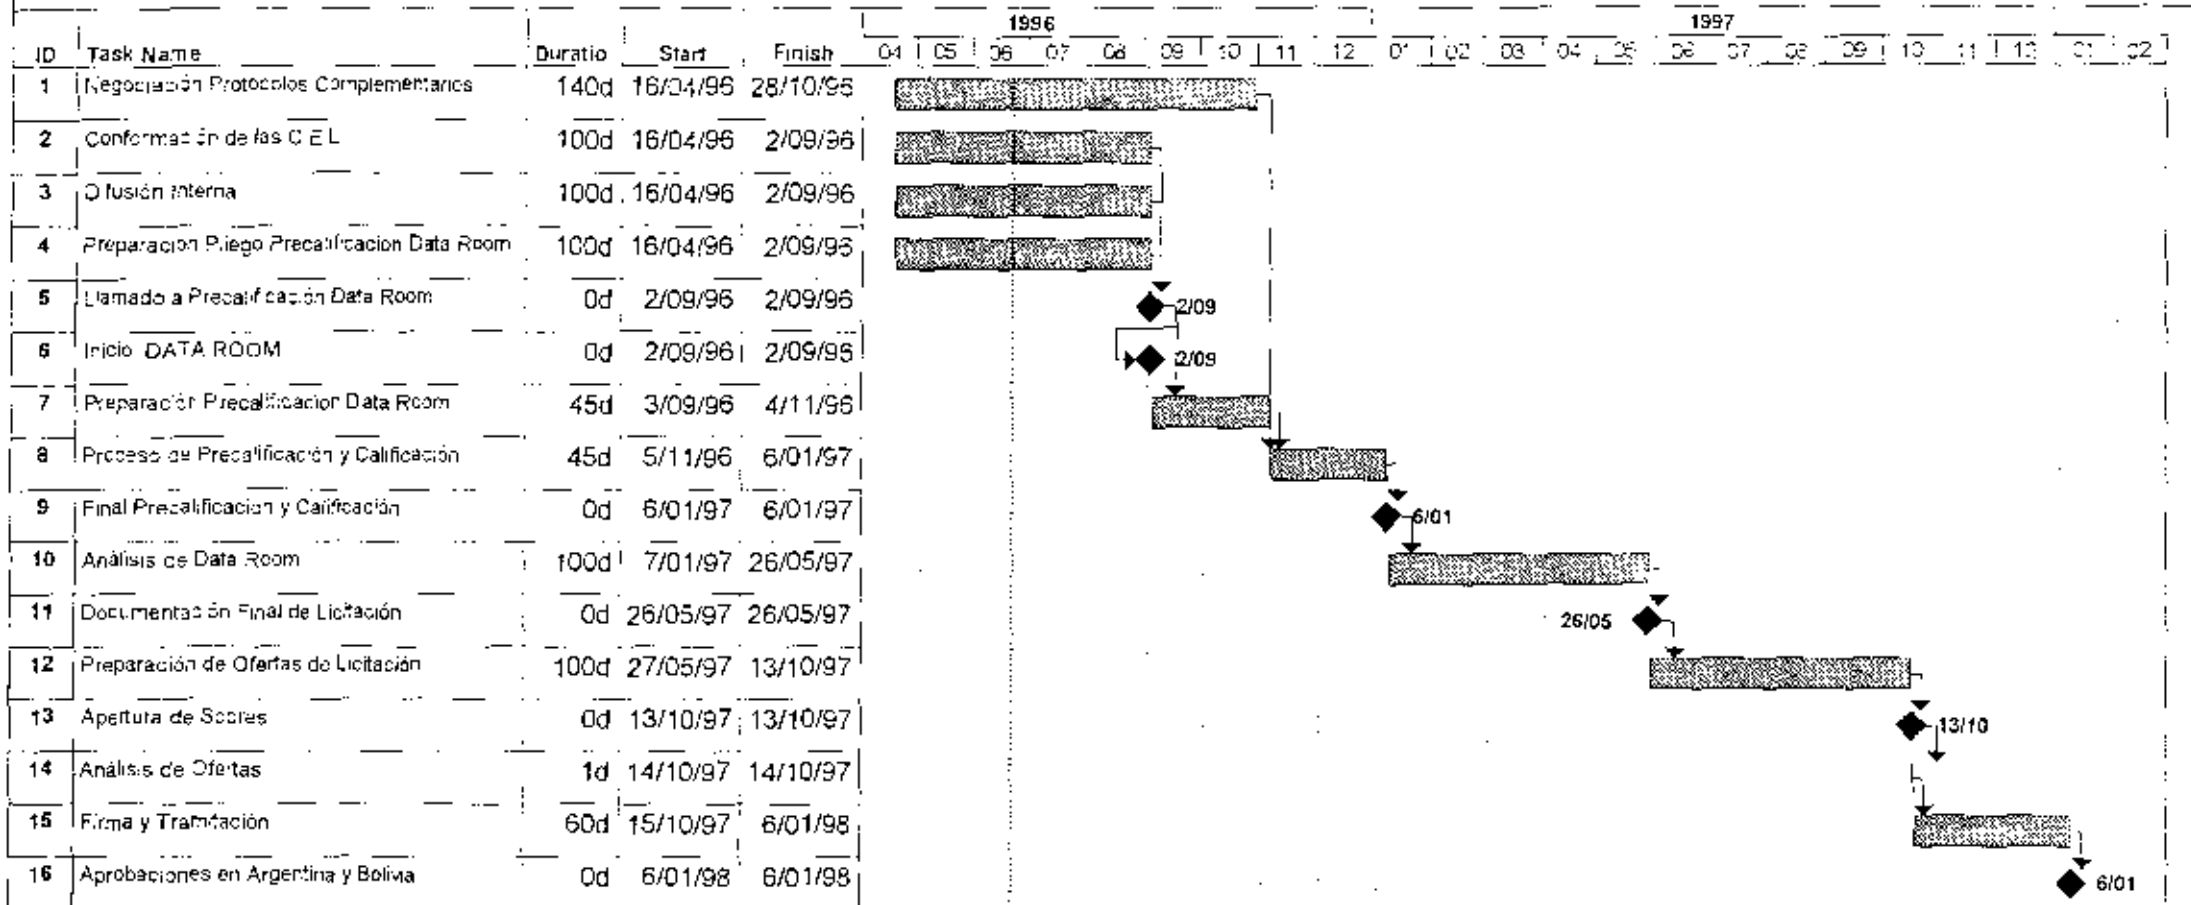 1996 1997
ID Task Name Duratio Start Finish 04 05 06 07 08 09 10 11 12 01 02 03 04 05 06 07 08 09 10 11 12 01 02
1 Negociación Protocolos Complementarios 140d 16/04/96 28/10/96
2 Conformación de las C E L 100d 16/04/96 2/09/96
3 Difusión Interna 100d 16/04/96 2/09/96
4 Preparación Pliego Precalificacion Data Room 100d 16/04/96 2/09/96
5 Llamado a Precalificación Data Room 0d 2/09/96 2/09/96 2/09
6 Inicio DATA ROOM 0d 2/09/96 2/09/96 2/09
7 Preparación Precalificacion Data Room 45d 3/09/96 4/11/96
8 Proceso de Precalificación y Calificación 45d 5/11/96 6/01/97
9 Final Precalificacion y Calificación 0d 6/01/97 6/01/97 6/01
10 Análisis de Data Room 100d 7/01/97 26/05/97
11 Documentación Final de Licitación 0d 26/05/97 26/05/97 26/05
12 Preparación de Ofertas de Licitación 100d 27/05/97 13/10/97
13 Apertura de Sobres 0d 13/10/97 13/10/97 13/10
14 Análisis de Ofertas 1d 14/10/97 14/10/97
15 Firma y Tramitación 60d 15/10/97 6/01/98
16 Aprobaciones en Argentina y Bolivia 0d 6/01/98 6/01/98 6/01